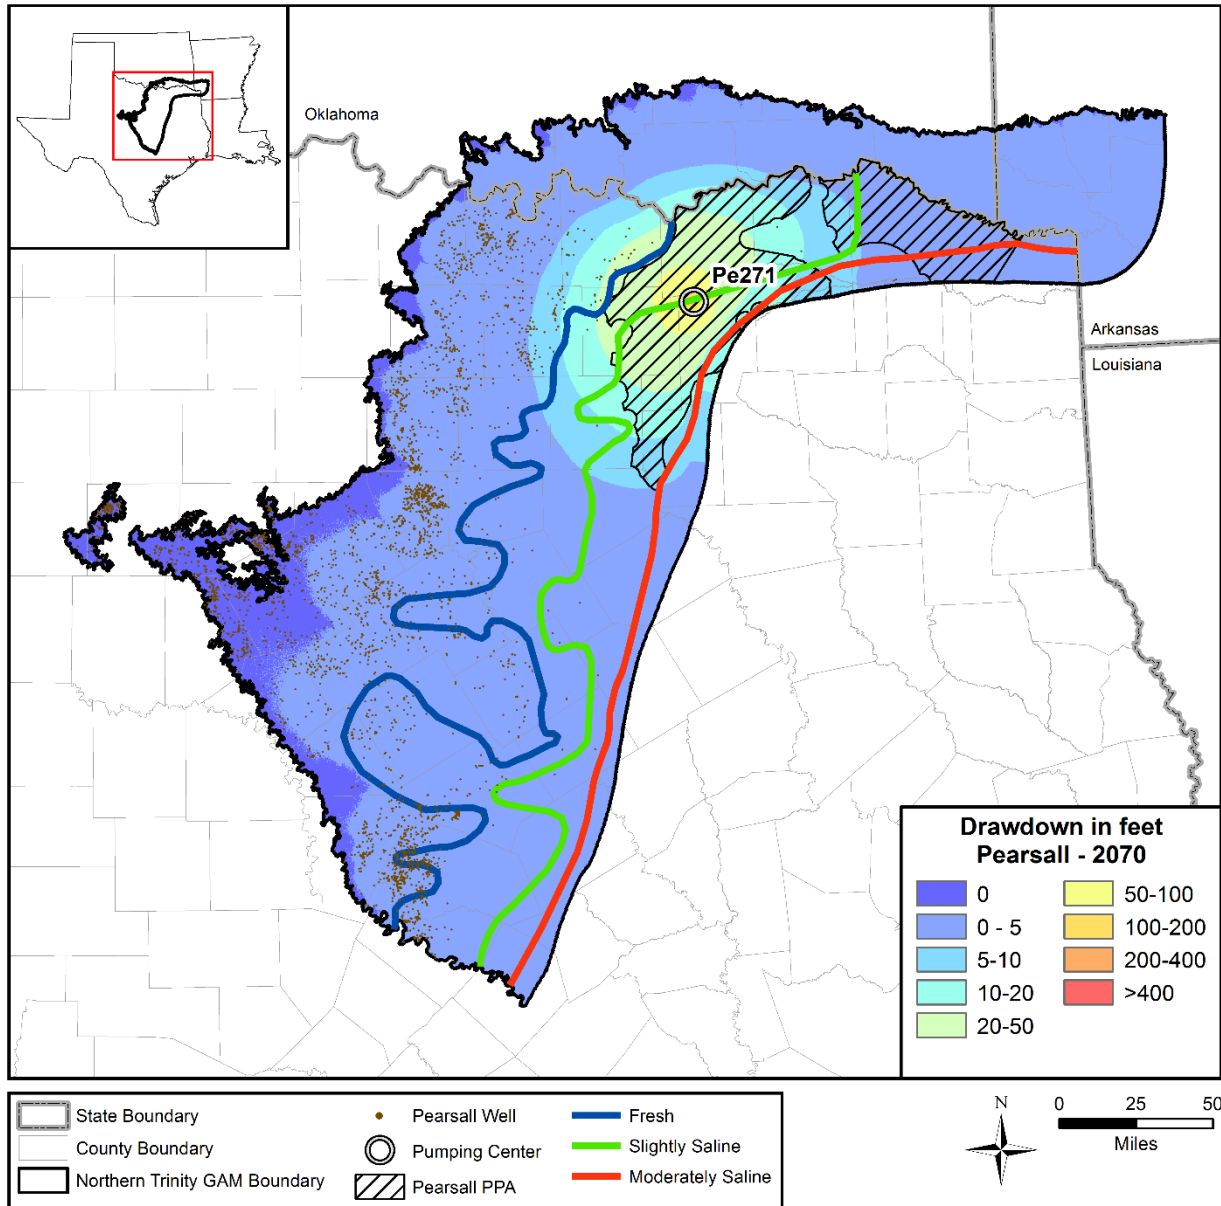 Oklahoma
Pe271
Arkansas
Louisiana
Drawdown in feet
Pearsall - 2070
0
50-100
0 - 5
100-200
5-10
200-400
10-20
>400
20-50
State Boundary
Pearsall Well
Fresh
County Boundary
Pumping Center
Slightly Saline
Northern Trinity GAM Boundary
Pearsall PPA
Moderately Saline
N
0 25 50
Miles